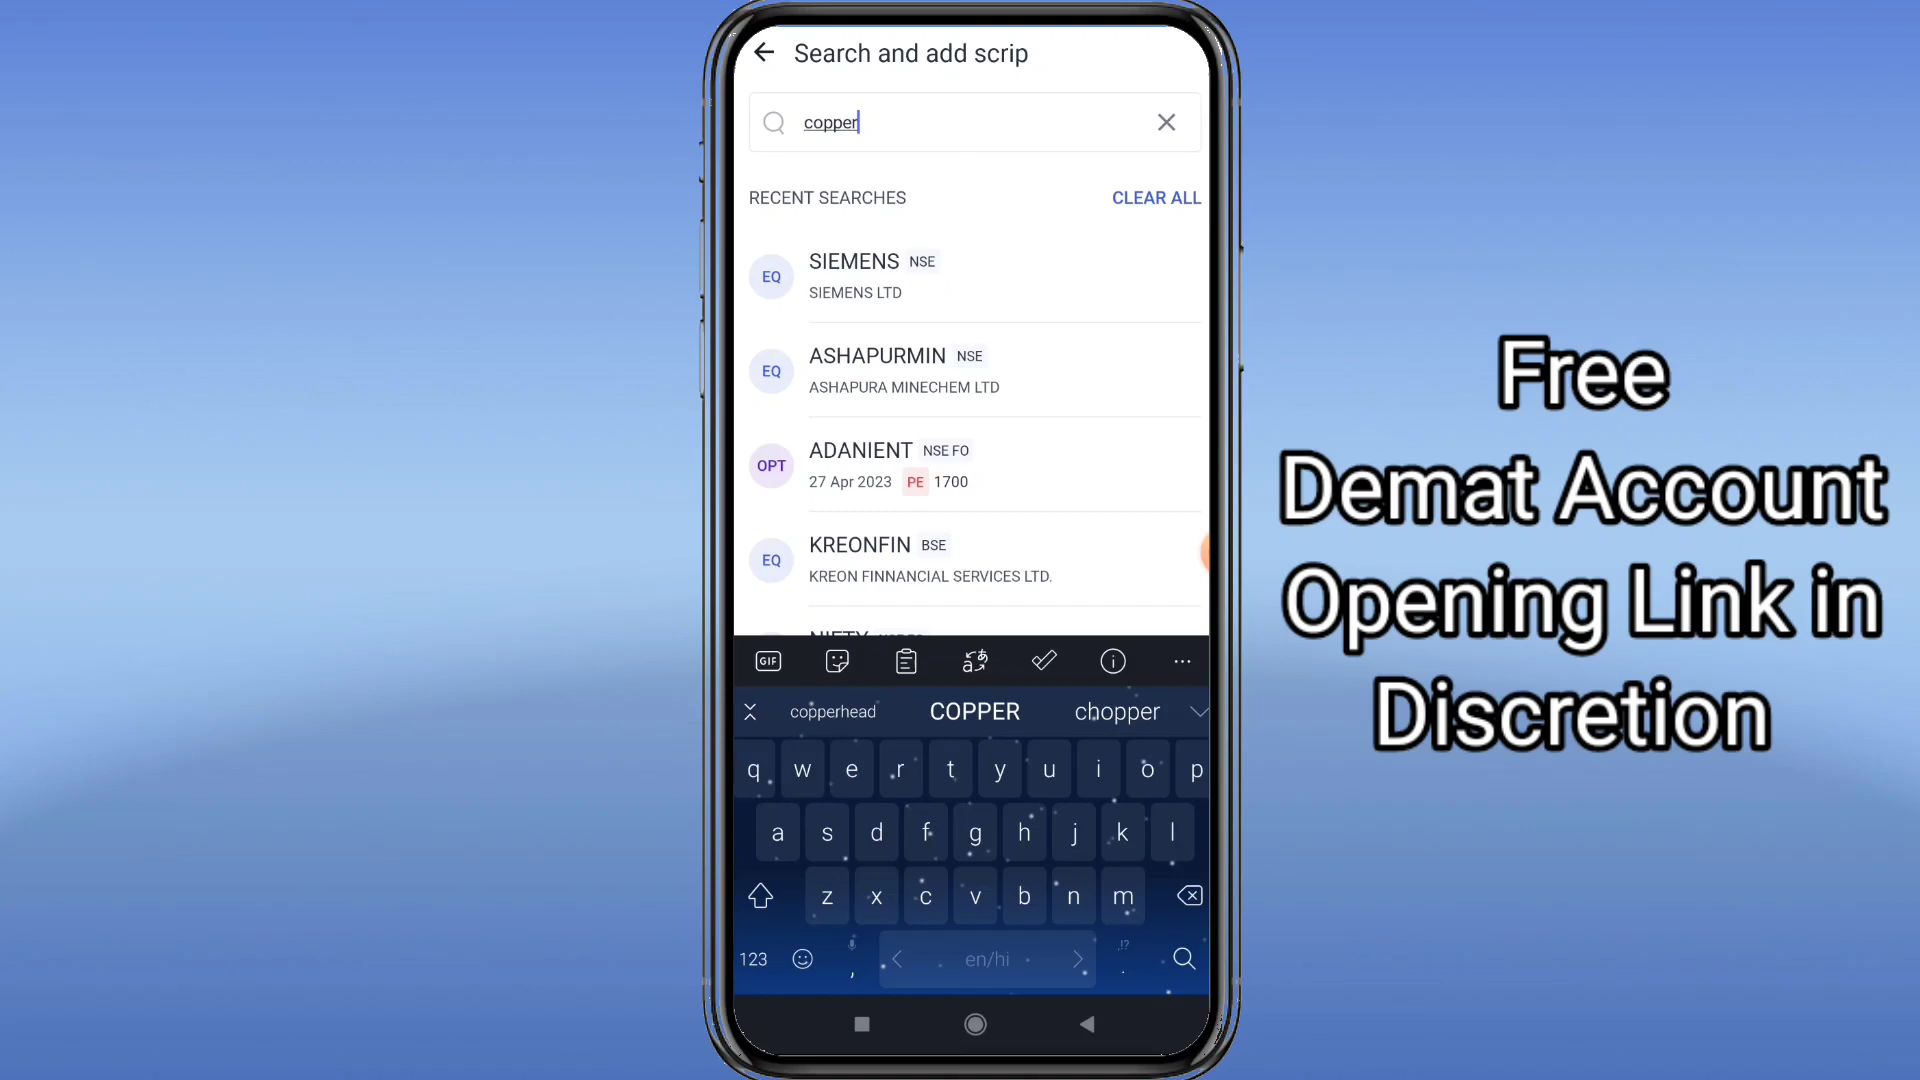 Search and add scrip
copper
RECENT SEARCHES CLEAR ALL
EQ SIEMENS NSE
SIEMENS LTD
EQ ASHAPURMIN NSE
ASHAPURA MINECHEM LTD
OPT ADANIENT NSE FO
27 Apr 2023 PE 1700
EQ KREONFIN BSE
KREON FINNANCIAL SERVICES LTD.
NIFTY
GIF
copperhead COPPER chopper
q w e r t y u i o p
a s d f g h j k l
z x c v b n m
123 , en/hi .
!?
Free
Demat Account
Opening Link in
Discretion